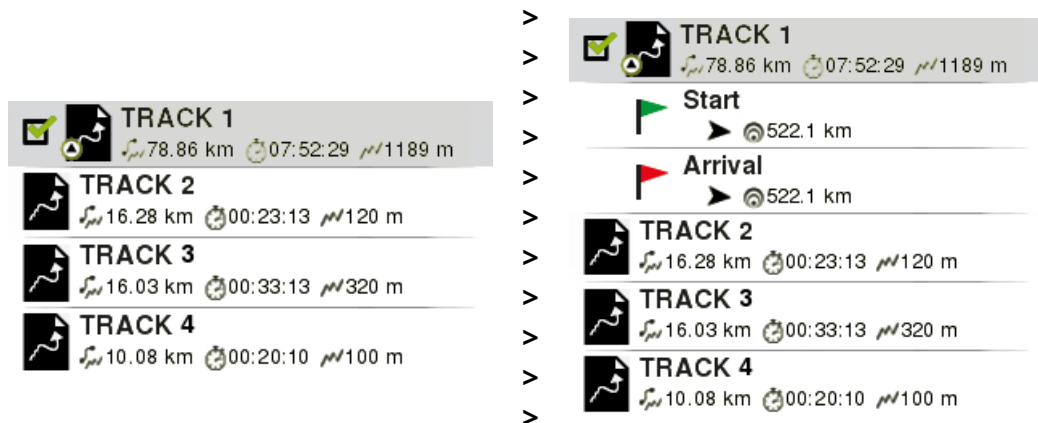 TRACK 1
78.86 km 07:52:29 1189 m
TRACK 2
16.28 km 00:23:13 120 m
TRACK 3
16.03 km 00:33:13 320 m
TRACK 4
10.08 km 00:20:10 100 m
>
>
>
>
>
>
>
>
>
>
>
TRACK 1
78.86 km 07:52:29 1189 m
Start
522.1 km
Arrival
522.1 km
TRACK 2
16.28 km 00:23:13 120 m
TRACK 3
16.03 km 00:33:13 320 m
TRACK 4
10.08 km 00:20:10 100 m